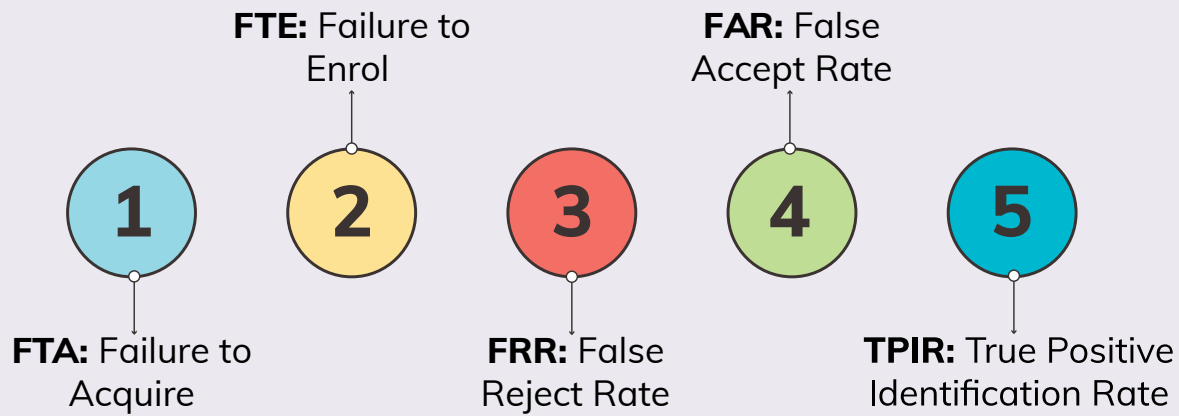 FTE: Failure to
Enrol
FAR: False
Accept Rate
1
2
3
4
5
FTA: Failure to
Acquire
FRR: False
Reject Rate
TPIR: True Positive
Identification Rate